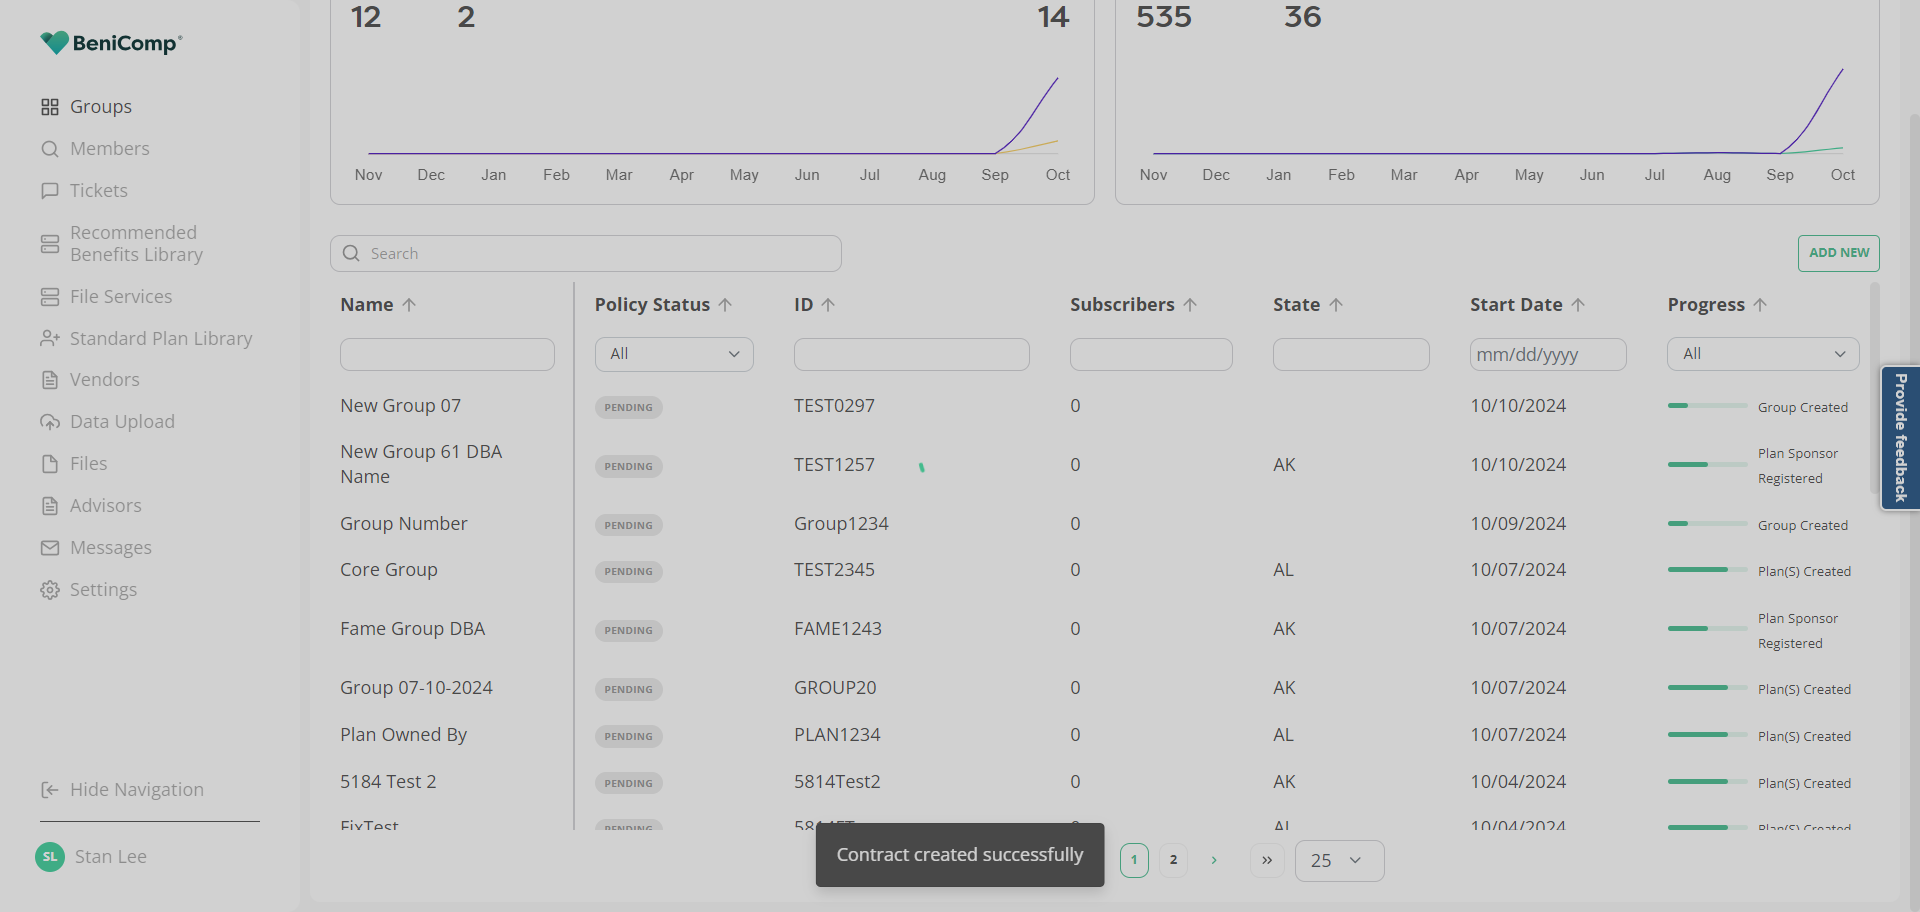 BeniComp®
Groups
Members
Tickets
Recommended
Benefits Library
File Services
Standard Plan Library
Vendors
Data Upload
Files
Advisors
Messages
Settings
Hide Navigation
SL Stan Lee
12 2 14
Nov Dec Jan Feb Mar Apr May Jun Jul Aug Sep Oct
535 36
Nov Dec Jan Feb Mar Apr May Jun Jul Aug Sep Oct
Search
ADD NEW
Name Policy Status ID Subscribers State Start Date Progress
All mm/dd/yyyy All
New Group 07 PENDING TEST0297 0 10/10/2024 Group Created
New Group 61 DBA
Name PENDING TEST1257 0 AK 10/10/2024 Plan Sponsor
Registered
Group Number PENDING Group1234 0 10/09/2024 Group Created
Core Group PENDING TEST2345 0 AL 10/07/2024 Plan(S) Created
Fame Group DBA PENDING FAME1243 0 AK 10/07/2024 Plan Sponsor
Registered
Group 07-10-2024 PENDING GROUP20 0 AK 10/07/2024 Plan(S) Created
Plan Owned By PENDING PLAN1234 0 AL 10/07/2024 Plan(S) Created
5184 Test 2 PENDING 5814Test2 0 AK 10/04/2024 Plan(S) Created
FixTest PENDING 0 AL 10/04/2024 Plan(S) Created
Contract created successfully
1 2 › » 25
Provide feedback